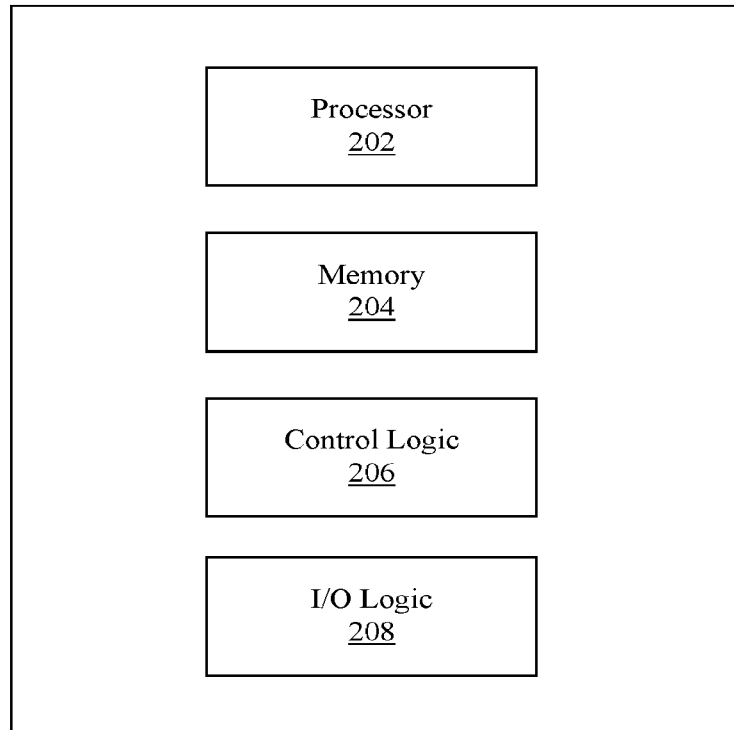 Processor
202
Memory
204
Control Logic
206
I/O Logic
208